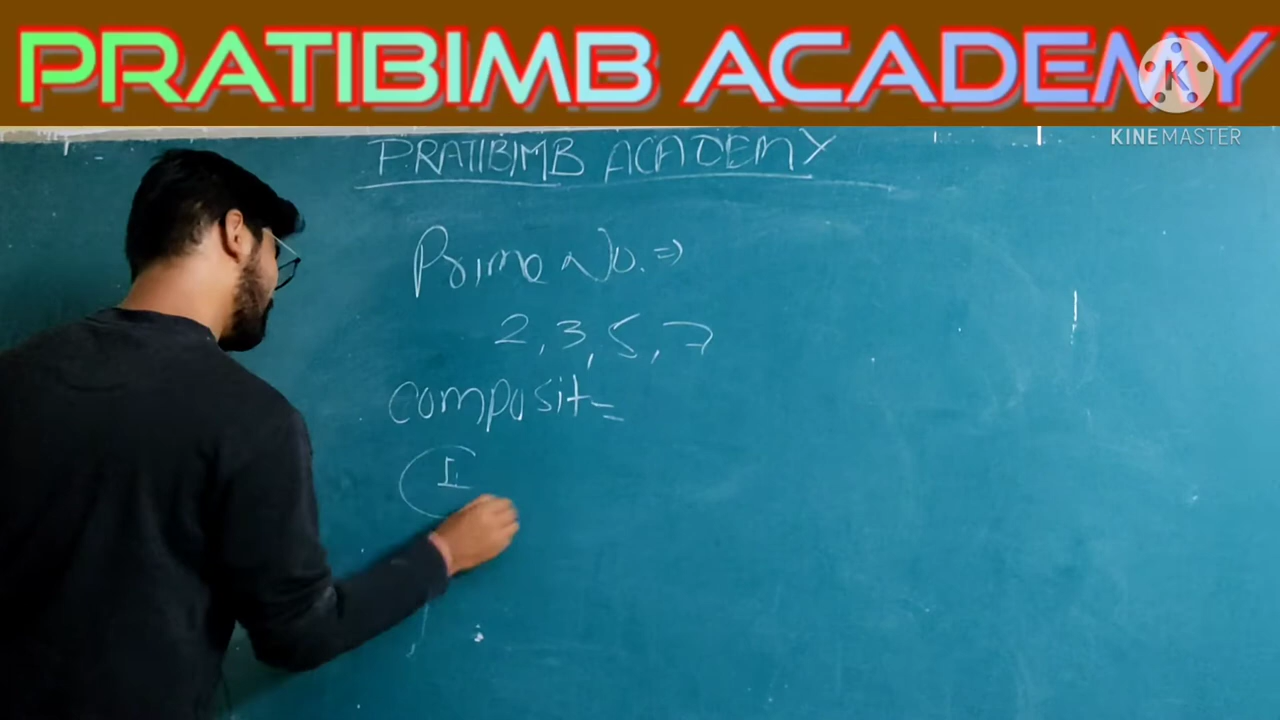 PRATIBIMB ACADEMY
K
KINEMASTER
PRATIBIMB ACADEMY
Prime No. ⇒
2, 3, 5, 7
composit =
I